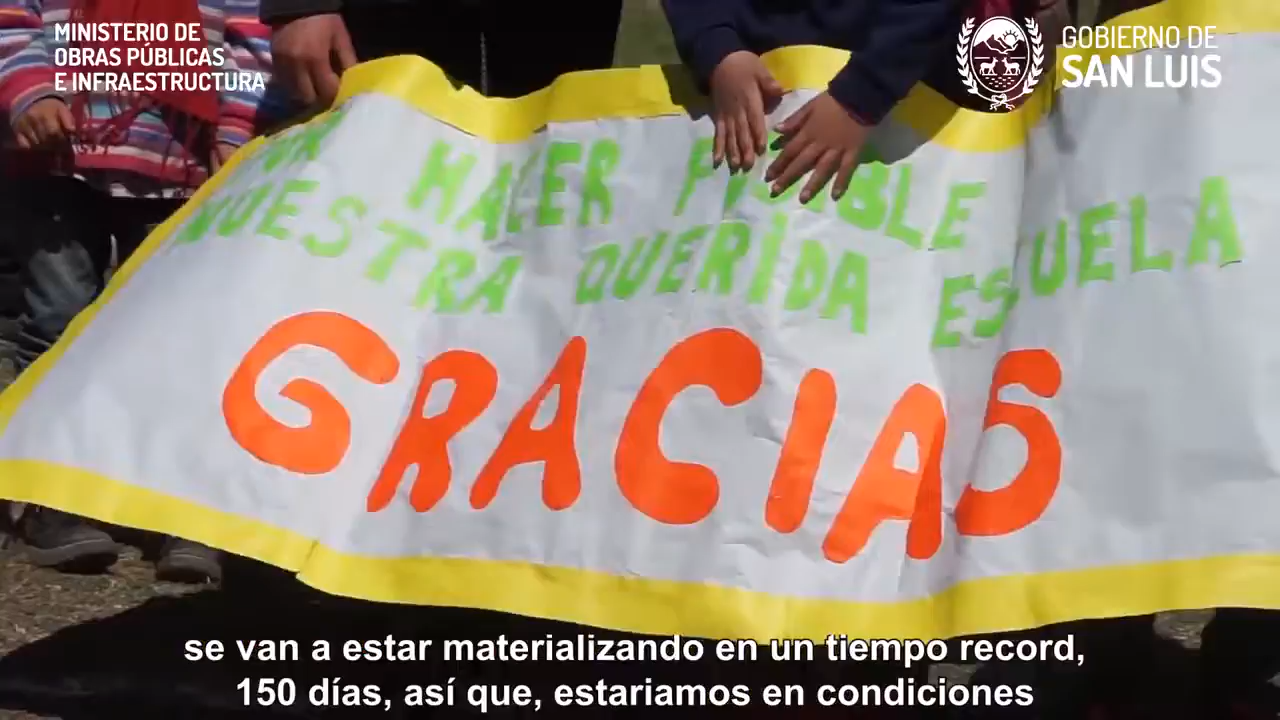 MINISTERIO DE
OBRAS PÚBLICAS
E INFRAESTRUCTURA
GOBIERNO DE
SAN LUIS
HACER
NUESTRA QUERIDA ESCUELA
GRACIAS
se van a estar materializando en un tiempo record,
150 días, así que, estariamos en condiciones